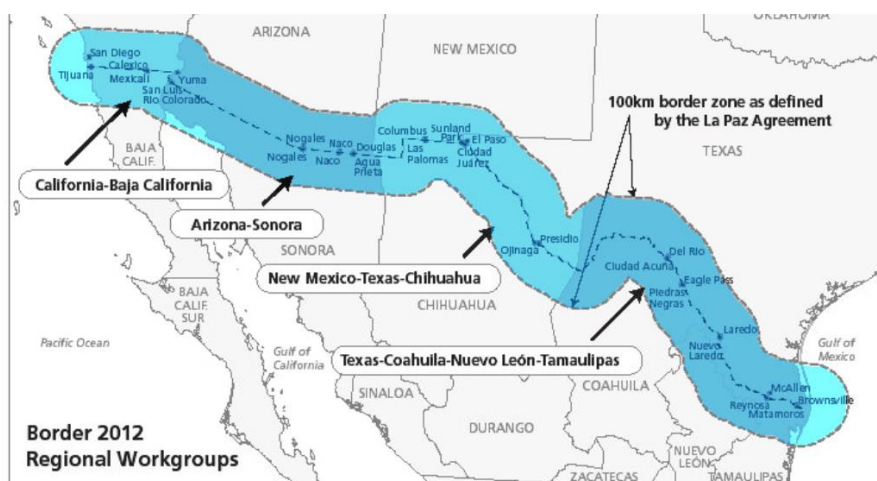 OKLAHOMA
ARIZONA
NEW MEXICO
San Diego
Tijuana
Calexico
Mexicali
Yuma
San Luis
Rio Colorado
100km border zone as defined
by the La Paz Agreement
TEXAS
BAJA
CALIF.
Nogales
Nogales
Naco
Naco
Douglas
Agua
Prieta
Columbus
Las
Palomas
Sunland
Park
El Paso
Ciudad
Juárez
California-Baja California
Arizona-Sonora
SONORA
Presidio
Ojinaga
New Mexico-Texas-Chihuahua
CHIHUAHUA
Del Rio
Ciudad Acuña
Eagle Pass
Piedras
Negras
BAJA
CALIF.
SUR
Pacific Ocean
Gulf of
California
Texas-Coahuila-Nuevo León-Tamaulipas
Laredo
Nuevo
Laredo
Gulf of
Mexico
SINALOA
COAHUILA
DURANGO
McAllen
Reynosa
Brownsville
Matamoros
NUEVO
LEÓN
ZACATECAS
TAMAULIPAS
Border 2012
Regional Workgroups